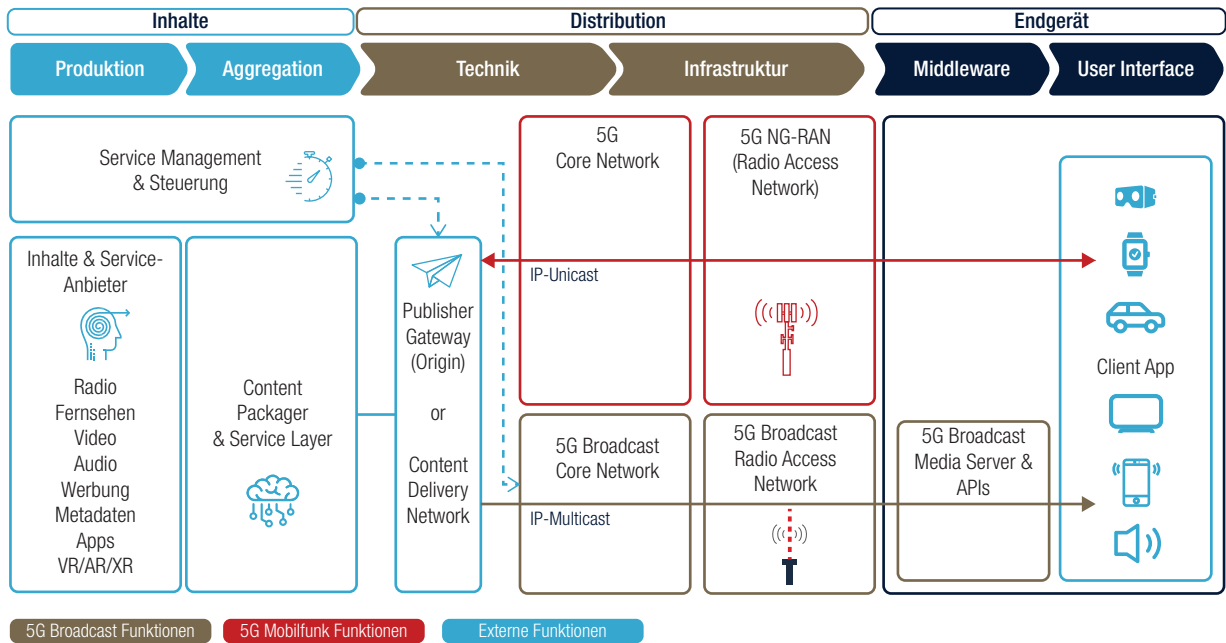 Inhalte
Distribution
Endgerät
Produktion
Aggregation
Technik
Infrastruktur
Middleware
User Interface
Service Management
& Steuerung
Inhalte & Service-
Anbieter
Radio
Fernsehen
Video
Audio
Werbung
Metadaten
Apps
VR/AR/XR
Content
Packager
& Service Layer
Publisher
Gateway
(Origin)
or
Content
Delivery
Network
5G
Core Network
5G NG-RAN
(Radio Access
Network)
IP-Unicast
5G Broadcast
Core Network
5G Broadcast
Radio Access
Network
IP-Multicast
5G Broadcast
Media Server &
APIs
Client App
5G Broadcast Funktionen
5G Mobilfunk Funktionen
Externe Funktionen